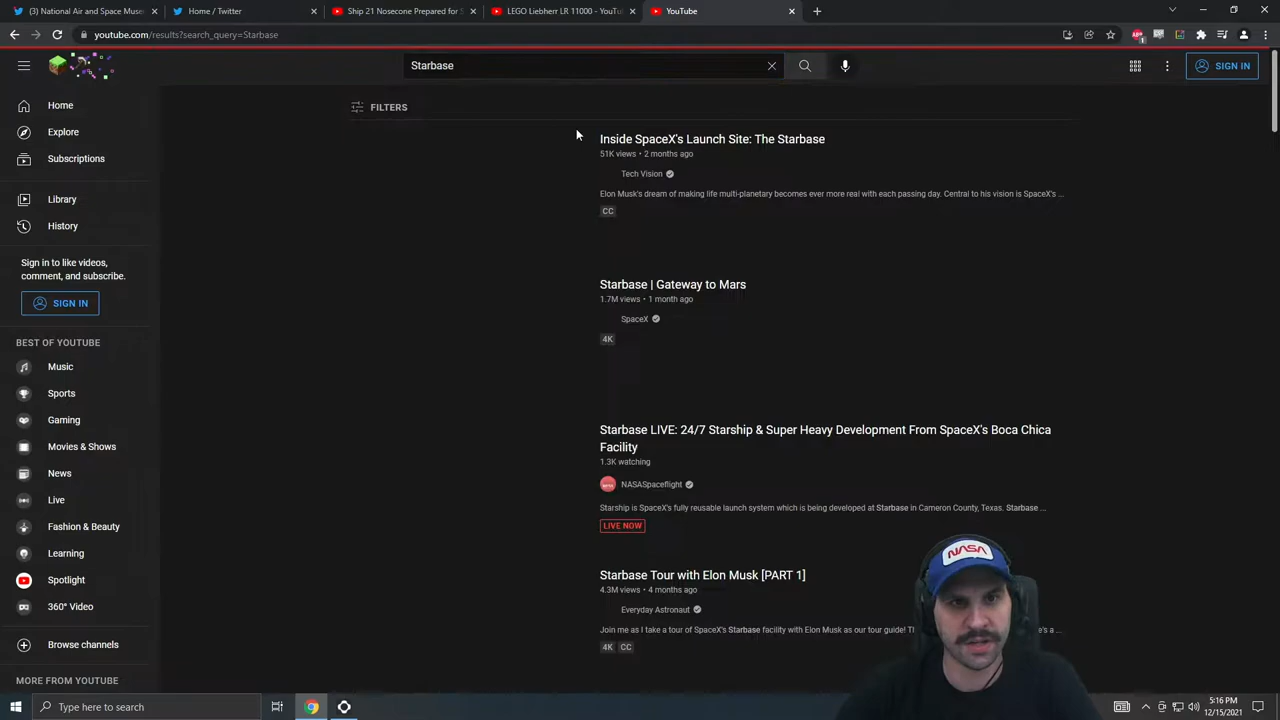 (3) National Air and Space Muse
Home / Twitter
Ship 21 Nosecone Prepared for S
LEGO Liebherr LR 11000 - YouTu
YouTube
youtube.com/results?search_query=Starbase
Starbase
SIGN IN
Home
Explore
Subscriptions
Library
History
Sign in to like videos,
comment, and subscribe.
SIGN IN
BEST OF YOUTUBE
Music
Sports
Gaming
Movies & Shows
News
Live
Fashion & Beauty
Learning
Spotlight
360° Video
Browse channels
MORE FROM YOUTUBE
FILTERS
Inside SpaceX's Launch Site: The Starbase
51K views • 2 months ago
Tech Vision
Elon Musk's dream of making life multi-planetary becomes ever more real with each passing day. Central to his vision is SpaceX's ...
CC
Starbase | Gateway to Mars
1.7M views • 1 month ago
SpaceX
4K
Starbase LIVE: 24/7 Starship & Super Heavy Development From SpaceX's Boca Chica
Facility
1.3K watching
NASASpaceflight
Starship is SpaceX's fully reusable launch system which is being developed at Starbase in Cameron County, Texas. Starbase ...
LIVE NOW
Starbase Tour with Elon Musk [PART 1]
4.3M views • 4 months ago
Everyday Astronaut
Join me as I take a tour of SpaceX's Starbase facility with Elon Musk as our tour guide!
4K CC
NASA
Type here to search
5:16 PM
12/15/2021